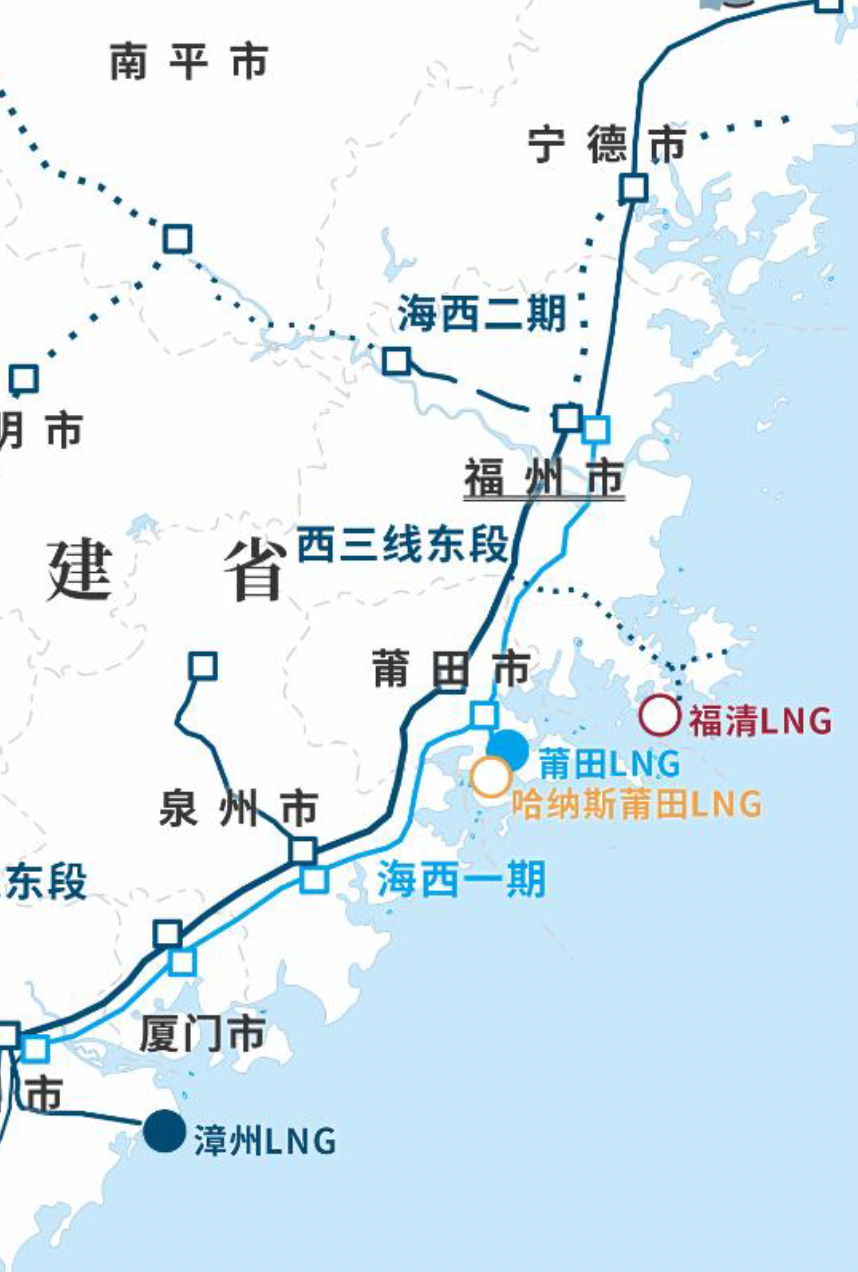 南平市
宁德市
海西二期
明市
福州市
西三线东段
建省
莆田市
福清LNG
莆田LNG
哈纳斯莆田LNG
泉州市
东段
海西一期
厦门市
市
漳州LNG